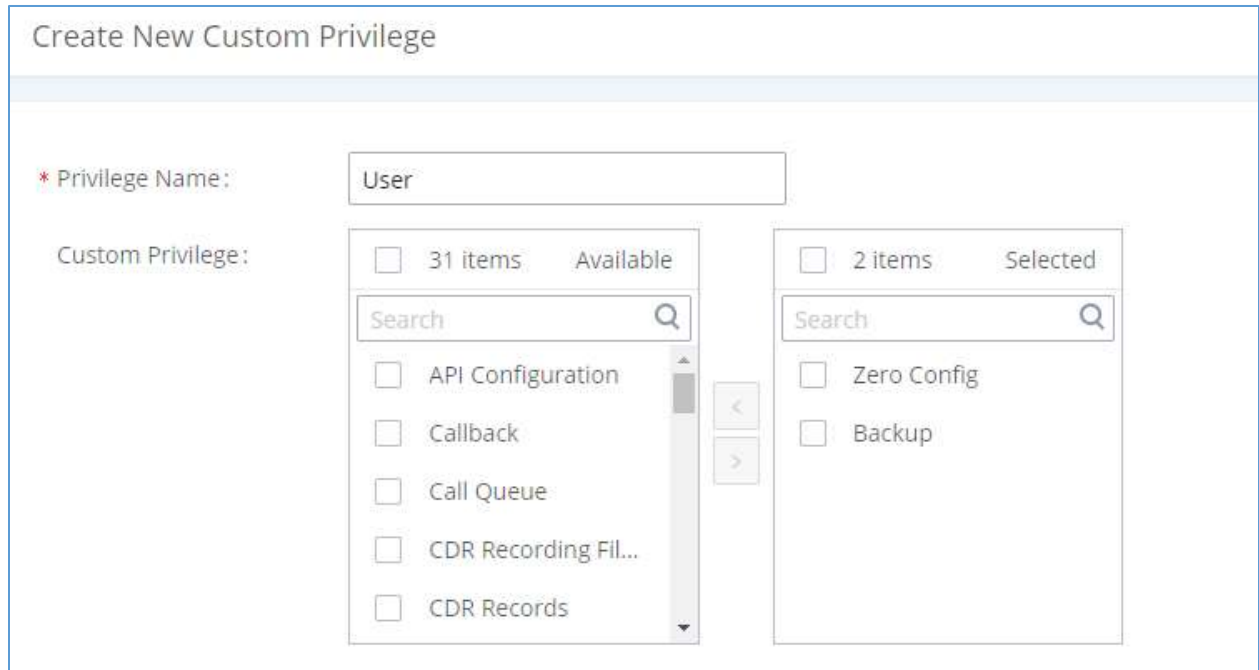 Create New Custom Privilege
* Privilege Name:
User
Custom Privilege:
31 items Available
Search
API Configuration
Callback
Call Queue
CDR Recording Fil...
CDR Records
<
>
2 items Selected
Search
Zero Config
Backup